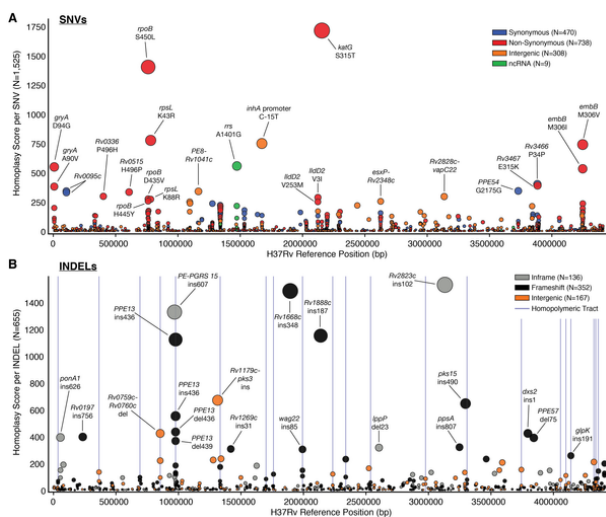 A
SNVs
Homoplasy Score per SNV (N=1,525)
1750
1500
1250
1000
750
500
250
0
rpoB
S450L
katG
S315T
Synonymous (N=470)
Non-Synonymous (N=738)
Intergenic (N=308)
ncRNA (N=9)
gryA
D94G
gryA
A90V
Rv0095c
Rv0336
P496H
Rv0515
H496P
rpsL
K43R
rpoB
D435V
rpsL
K88R
rpoB
H445Y
PE8-
Rv1041c
rrs
A1401G
inhA promoter
C-15T
lldD2
V253M
lldD2
V3I
esxP-
Rv2348c
Rv2828c-
vapC22
PPE54
G2175G
Rv3467
E315K
Rv3466
P34P
embB
M306I
embB
M306V
0 500000 1000000 1500000 2000000 2500000 3000000 3500000 4000000
H37Rv Reference Position (bp)
B
INDELs
Homoplasy Score per INDEL (N=655)
1400
1200
1000
800
600
400
200
0
Inframe (N=136)
Frameshift (N=352)
Intergenic (N=167)
Homopolymeric Tract
PE-PGRS 15
ins607
PPE13
ins436
Rv1668c
ins348
Rv1888c
ins187
Rv2823c
ins102
ponA1
ins626
Rv0197
ins756
Rv0759c-
Rv0760c
del
PPE13
ins436
PPE13
del436
PPE13
del439
Rv1179c-
pks3
ins
Rv1269c
ins31
wag22
ins85
lppP
del23
pks15
ins490
ppsA
ins807
dxs2
ins1
PPE57
del75
glpK
ins191
0 500000 1000000 1500000 2000000 2500000 3000000 3500000 4000000
H37Rv Reference Position (bp)